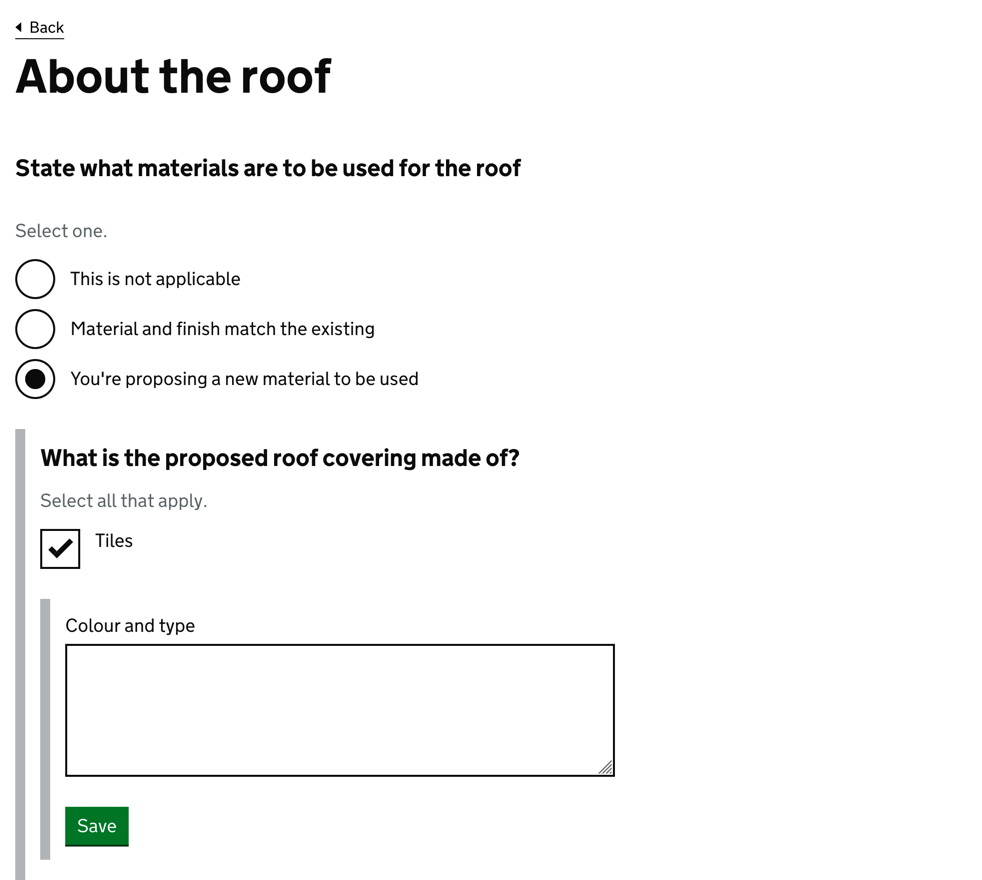 Back
About the roof
State what materials are to be used for the roof
Select one.
This is not applicable
Material and finish match the existing
You're proposing a new material to be used
What is the proposed roof covering made of?
Select all that apply.
Tiles
Colour and type
Save